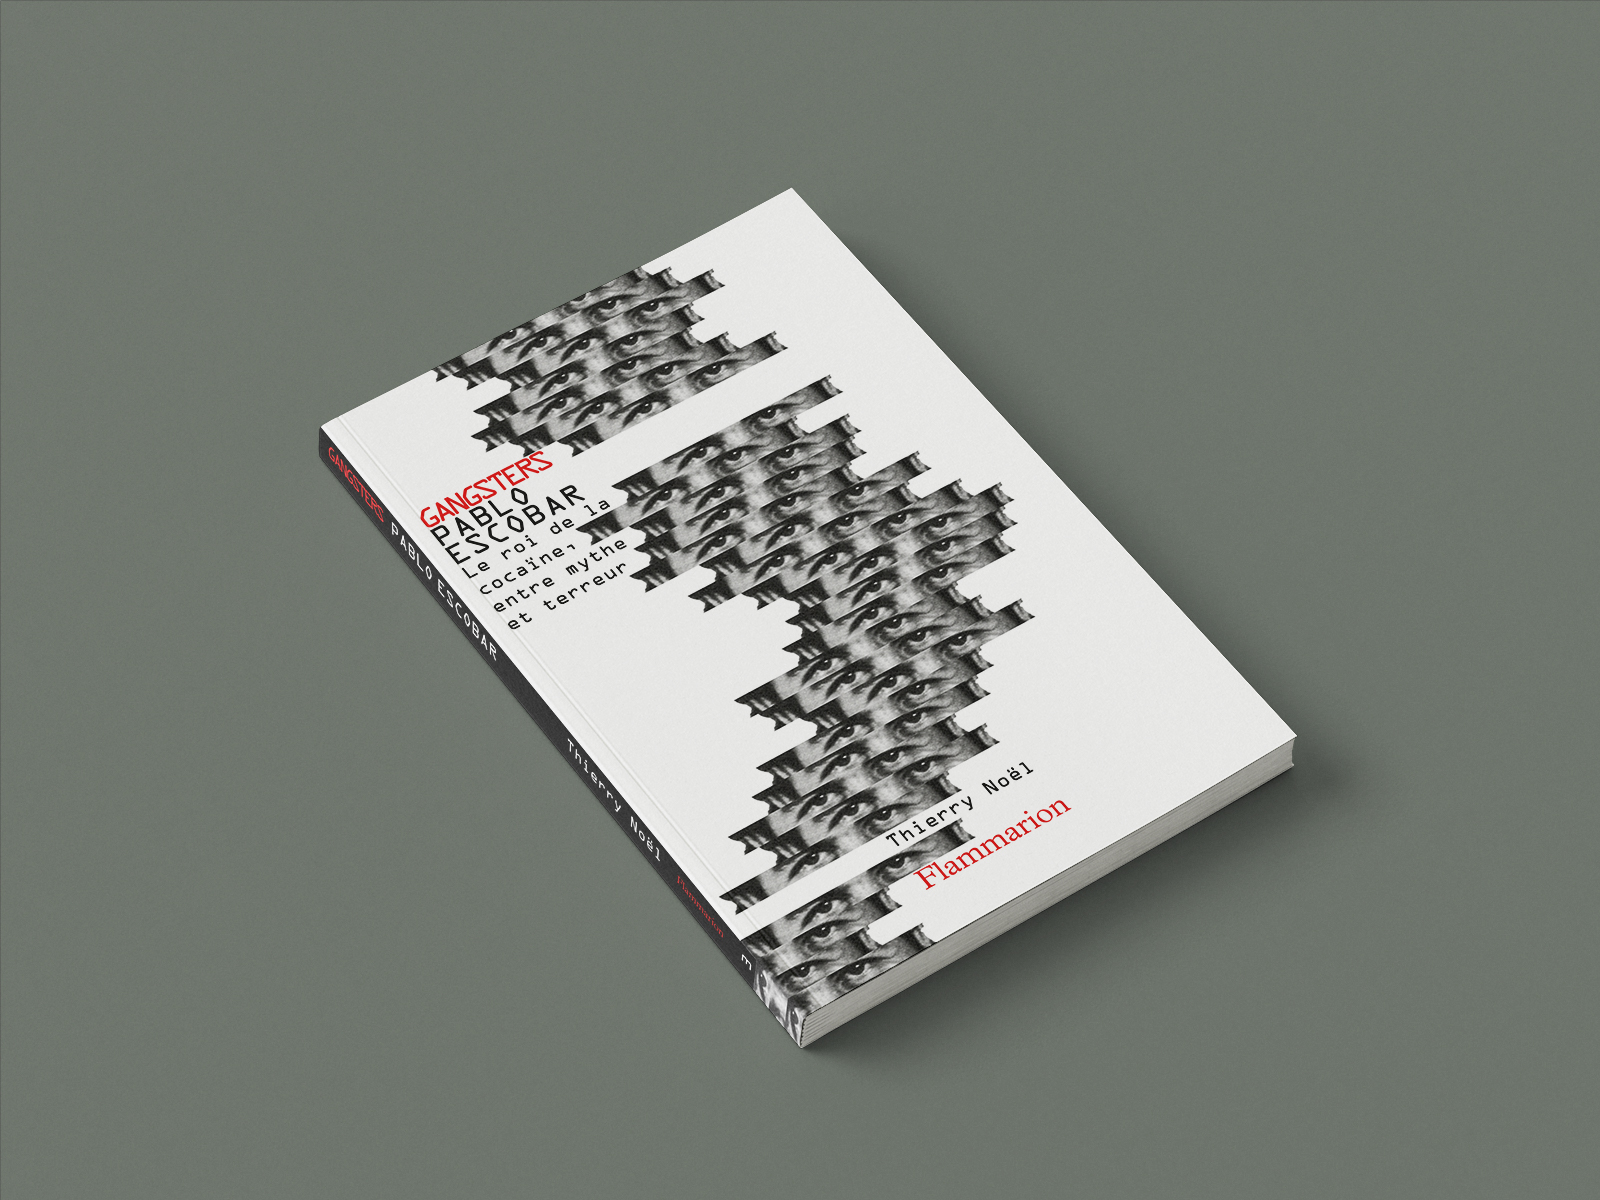 GANGSTERS
PABLO
ESCOBAR
Le roi de la
cocaïne,
entre mythe
et terreur
Thierry Noël
Flammarion
GANGSTERS PABLO ESCOBAR Thierry Noël Flammarion 3